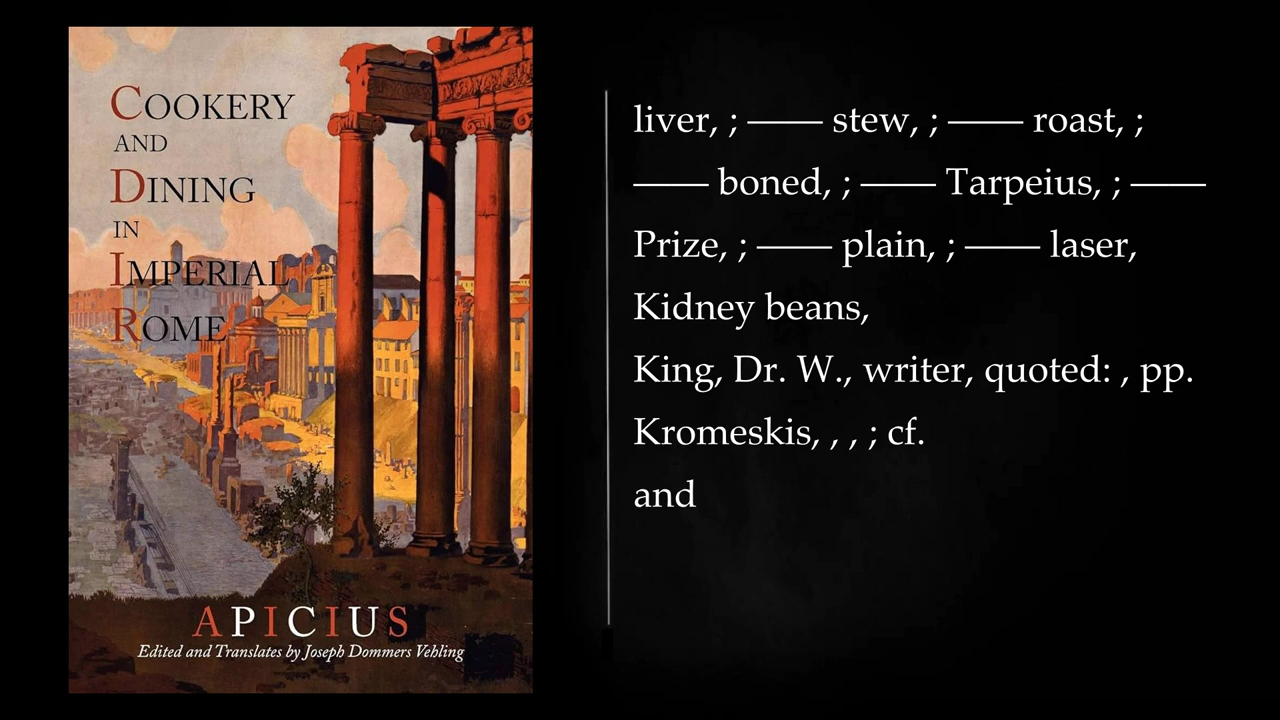 COOKERY
AND
DINING
IN
IMPERIAL
ROME
APICIUS
Edited and Translates by Joseph Dommers Vehling
liver, ; —— stew, ; —— roast, ;
—— boned, ; —— Tarpeius, ; ——
Prize, ; —— plain, ; —— laser,
Kidney beans,
King, Dr. W., writer, quoted: , pp.
Kromeskis, , , ; cf.
and